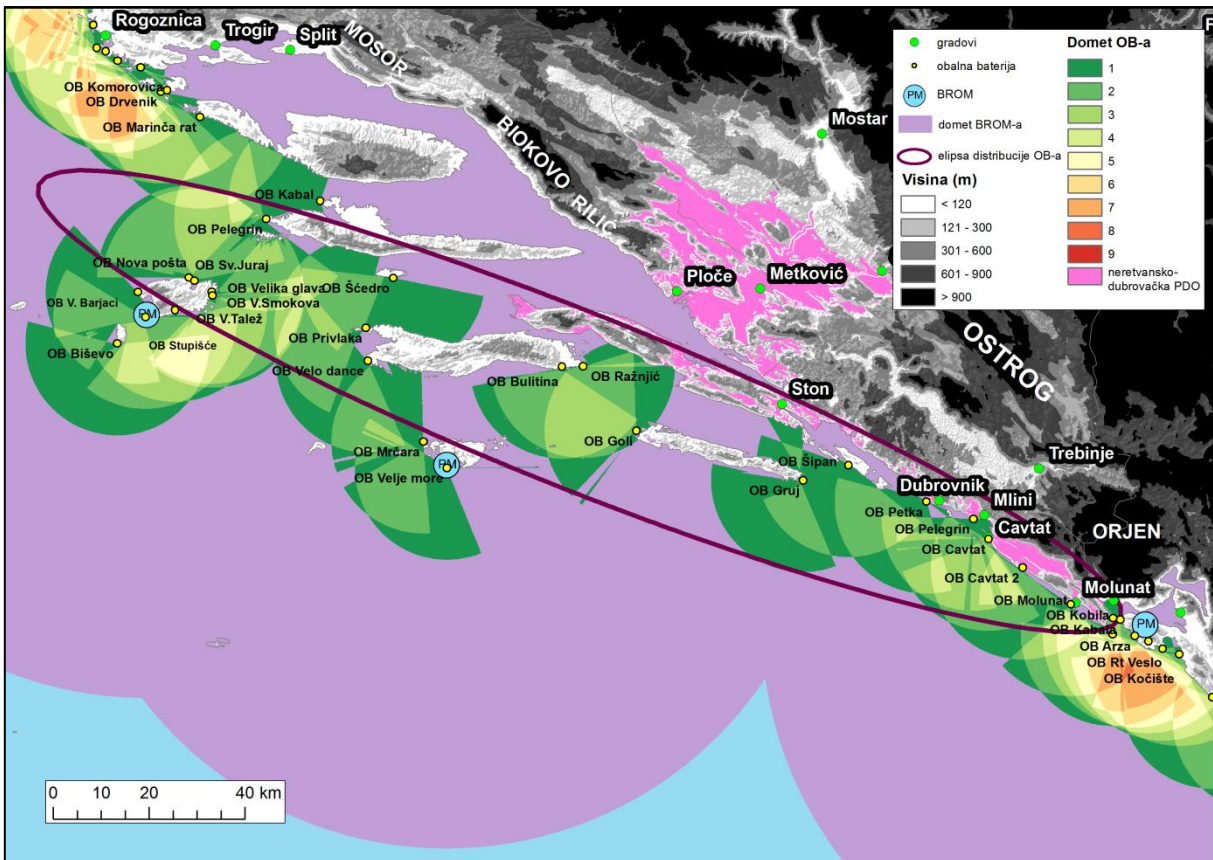 Rogoznica
Trogir
Split
MOSOR
BIOKOVO
RILIĆ
OSTROG
ORJEN
OB Komorovica
OB Drvenik
OB Marinča rat
OB Kabal
OB Pelegrin
OB Nova pošta
OB Sv.Juraj
OB Velika glava
OB Šćedro
OB V.Smokova
OB V. Barjaci
PM
OB V.Talež
OB Stupišće
OB Biševo
OB Privlaka
OB Velo dance
OB Bulitina
OB Ražnjić
OB Mrčara
PM
OB Velje more
OB Goli
OB Gruj
OB Šipan
Mostar
Ploče
Metković
Ston
Trebinje
Dubrovnik
Mlini
Cavtat
OB Petka
OB Pelegrin
OB Cavtat
OB Cavtat 2
OB Molunat
Molunat
OB Kobila
PM
OB Kabala
OB Arza
OB Rt Veslo
OB Kočište
gradovi
obalna baterija
PM
BROM
domet BROM-a
elipsa distribucije OB-a
Visina (m)
< 120
121 - 300
301 - 600
601 - 900
> 900
Domet OB-a
1
2
3
4
5
6
7
8
9
neretvansko-
dubrovačka PDO
0 10 20 40 km